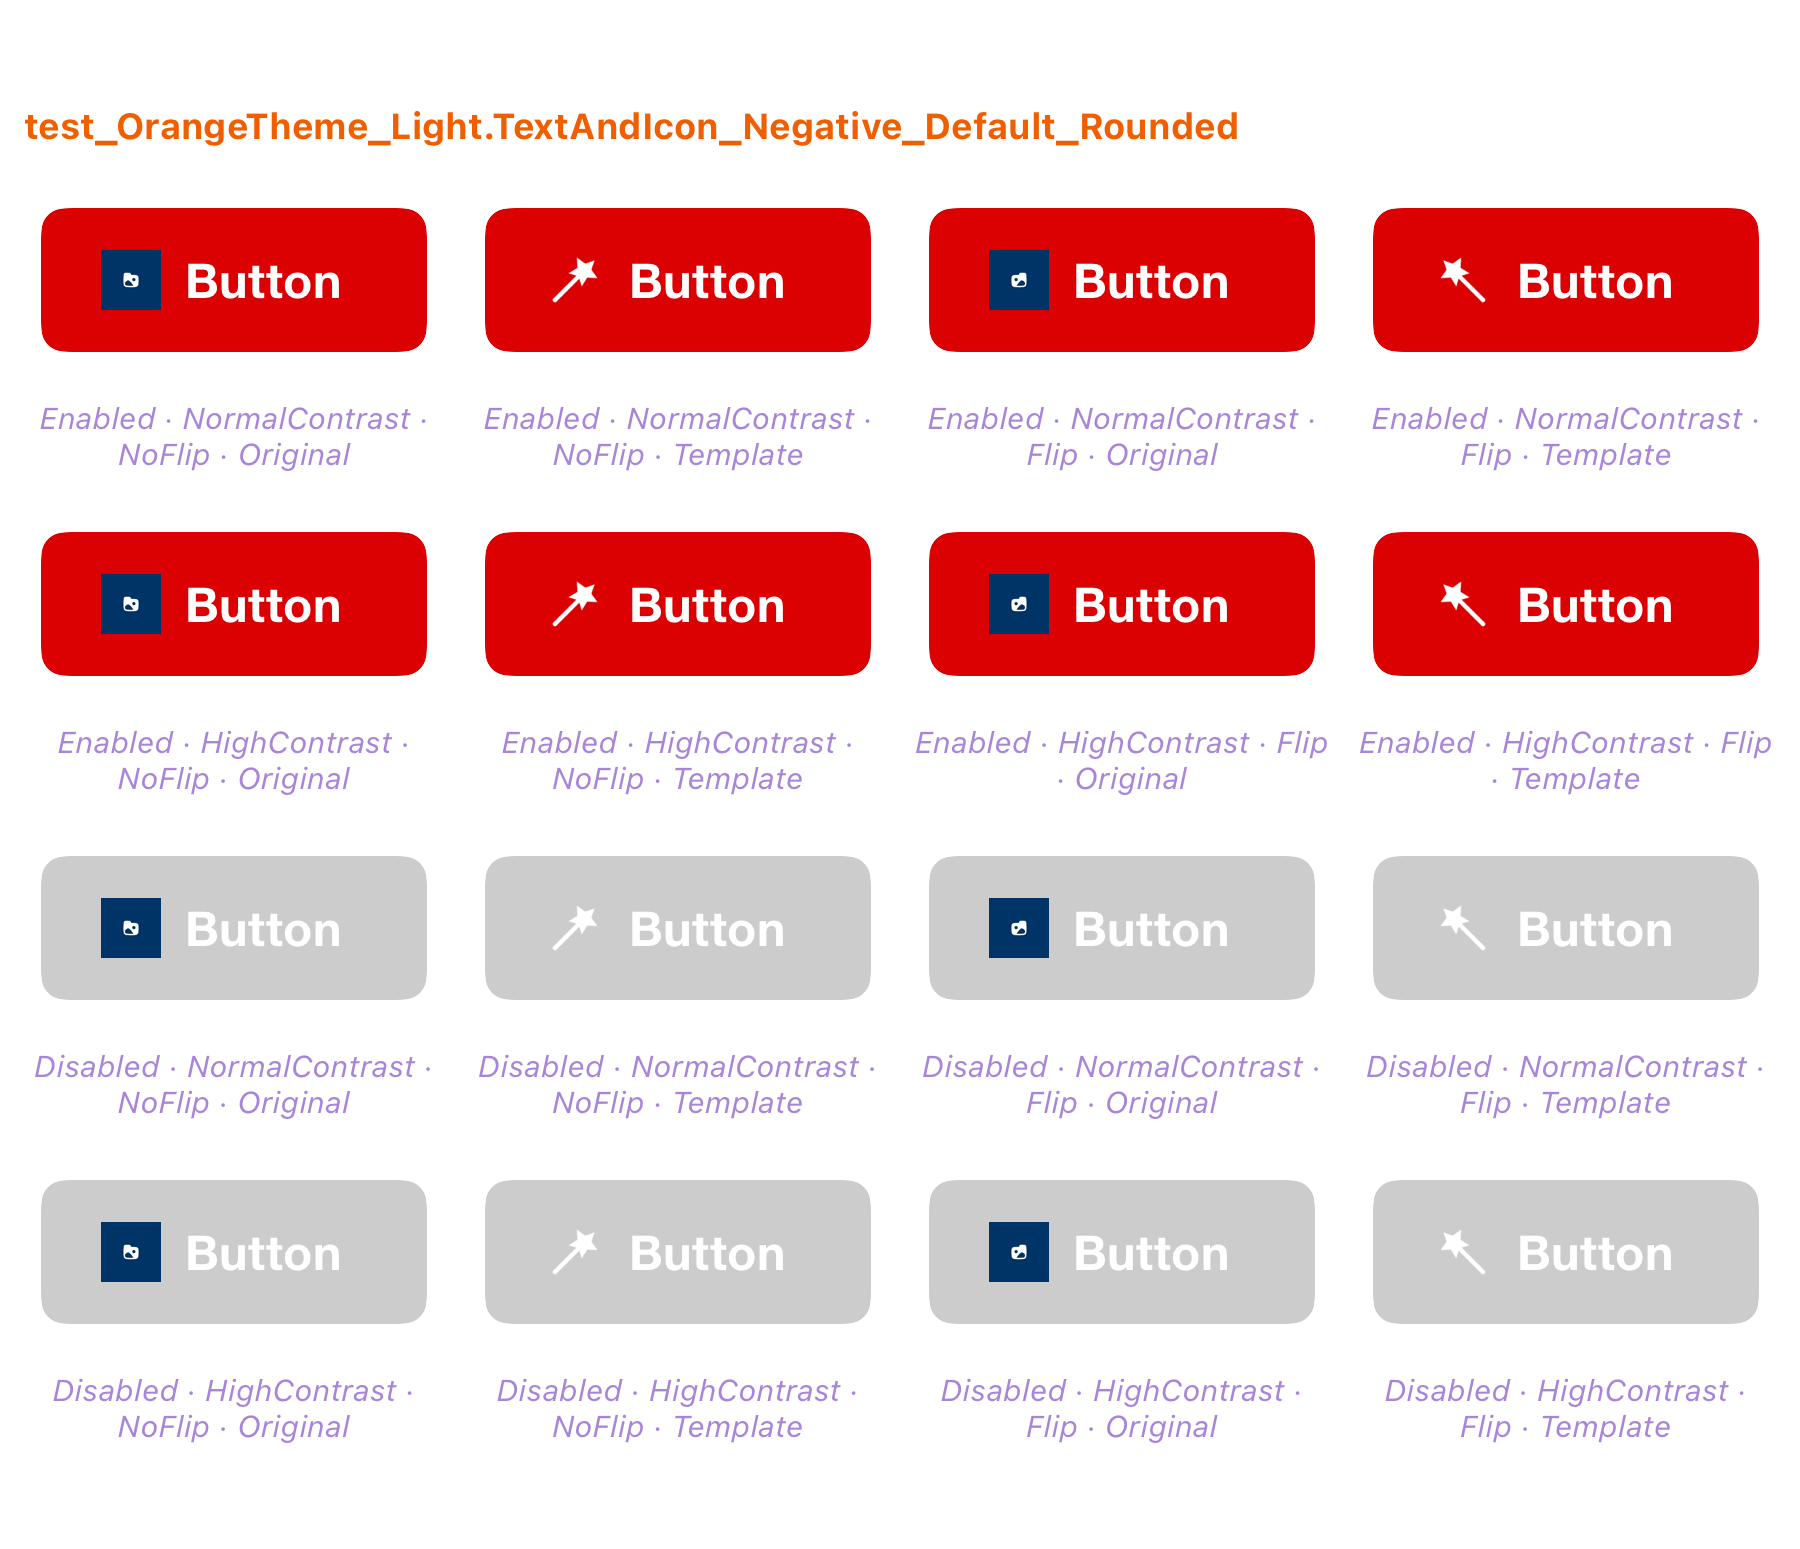 test_OrangeTheme_Light.TextAndIcon_Negative_Default_Rounded
Button
Button
Button
Button
Enabled · NormalContrast ·
NoFlip · Original
Enabled · NormalContrast ·
NoFlip · Template
Enabled · NormalContrast ·
Flip · Original
Enabled · NormalContrast ·
Flip · Template
Button
Button
Button
Button
Enabled · HighContrast ·
NoFlip · Original
Enabled · HighContrast ·
NoFlip · Template
Enabled · HighContrast · Flip
· Original
Enabled · HighContrast · Flip
· Template
Button
Button
Button
Button
Disabled · NormalContrast ·
NoFlip · Original
Disabled · NormalContrast ·
NoFlip · Template
Disabled · NormalContrast ·
Flip · Original
Disabled · NormalContrast ·
Flip · Template
Button
Button
Button
Button
Disabled · HighContrast ·
NoFlip · Original
Disabled · HighContrast ·
NoFlip · Template
Disabled · HighContrast ·
Flip · Original
Disabled · HighContrast ·
Flip · Template